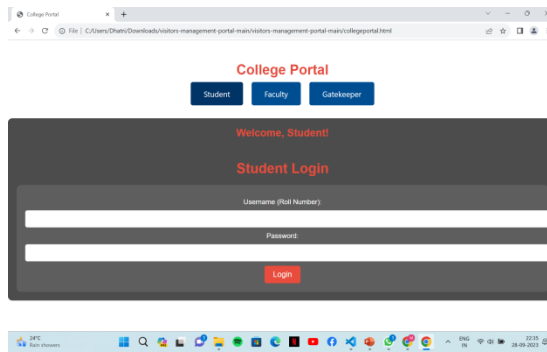 College Portal
File | C:/Users/Dhatri/Downloads/visitors-management-portal-main/visitors-management-portal-main/collegeportal.html
College Portal
Student Faculty Gatekeeper
Welcome, Student!
Student Login
Username (Roll Number):
Password:
Login
24°C ENG 22:35
Rain showers IN 28-09-2023